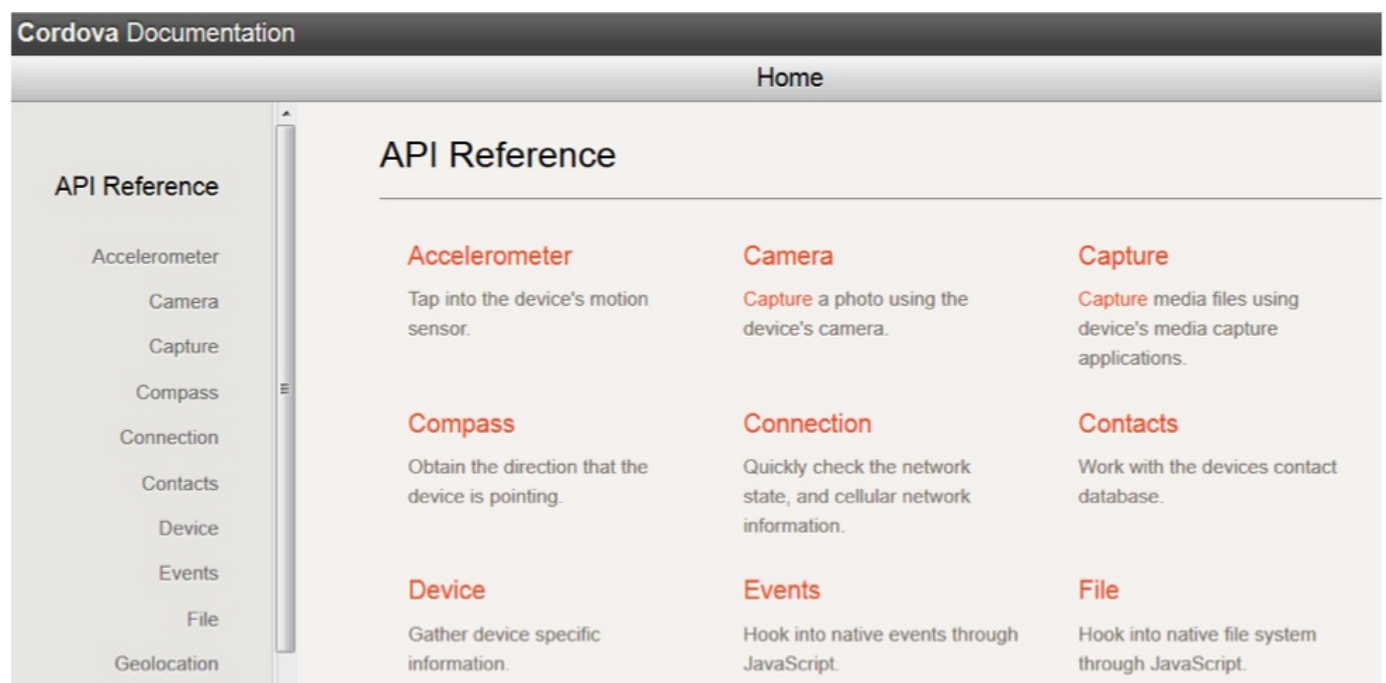 Cordova Documentation
Home
API Reference
Accelerometer
Camera
Capture
Compass
Connection
Contacts
Device
Events
File
Geolocation
API Reference
Accelerometer
Tap into the device's motion
sensor.
Camera
Capture a photo using the
device's camera.
Capture
Capture media files using
device's media capture
applications.
Compass
Obtain the direction that the
device is pointing.
Connection
Quickly check the network
state, and cellular network
information.
Contacts
Work with the devices contact
database.
Device
Gather device specific
information.
Events
Hook into native events through
JavaScript.
File
Hook into native file system
through JavaScript.